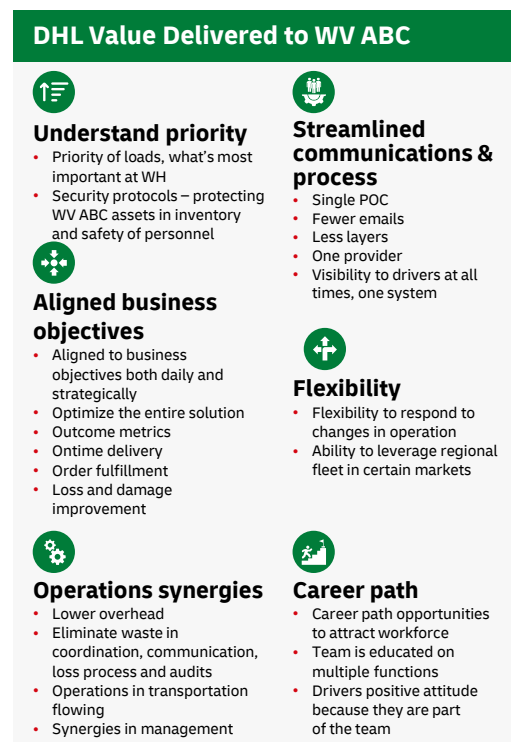 DHL Value Delivered to WV ABC
Understand priority
• Priority of loads, what's most
important at WH
• Security protocols – protecting
WV ABC assets in inventory
and safety of personnel
Aligned business
objectives
• Aligned to business
objectives both daily and
strategically
• Optimize the entire solution
• Outcome metrics
• Ontime delivery
• Order fulfillment
• Loss and damage
improvement
Operations synergies
• Lower overhead
• Eliminate waste in
coordination, communication,
loss process and audits
• Operations in transportation
flowing
• Synergies in management
Streamlined
communications &
process
• Single POC
• Fewer emails
• Less layers
• One provider
• Visibility to drivers at all
times, one system
Flexibility
• Flexibility to respond to
changes in operation
• Ability to leverage regional
fleet in certain markets
Career path
• Career path opportunities
to attract workforce
• Team is educated on
multiple functions
• Drivers positive attitude
because they are part
of the team